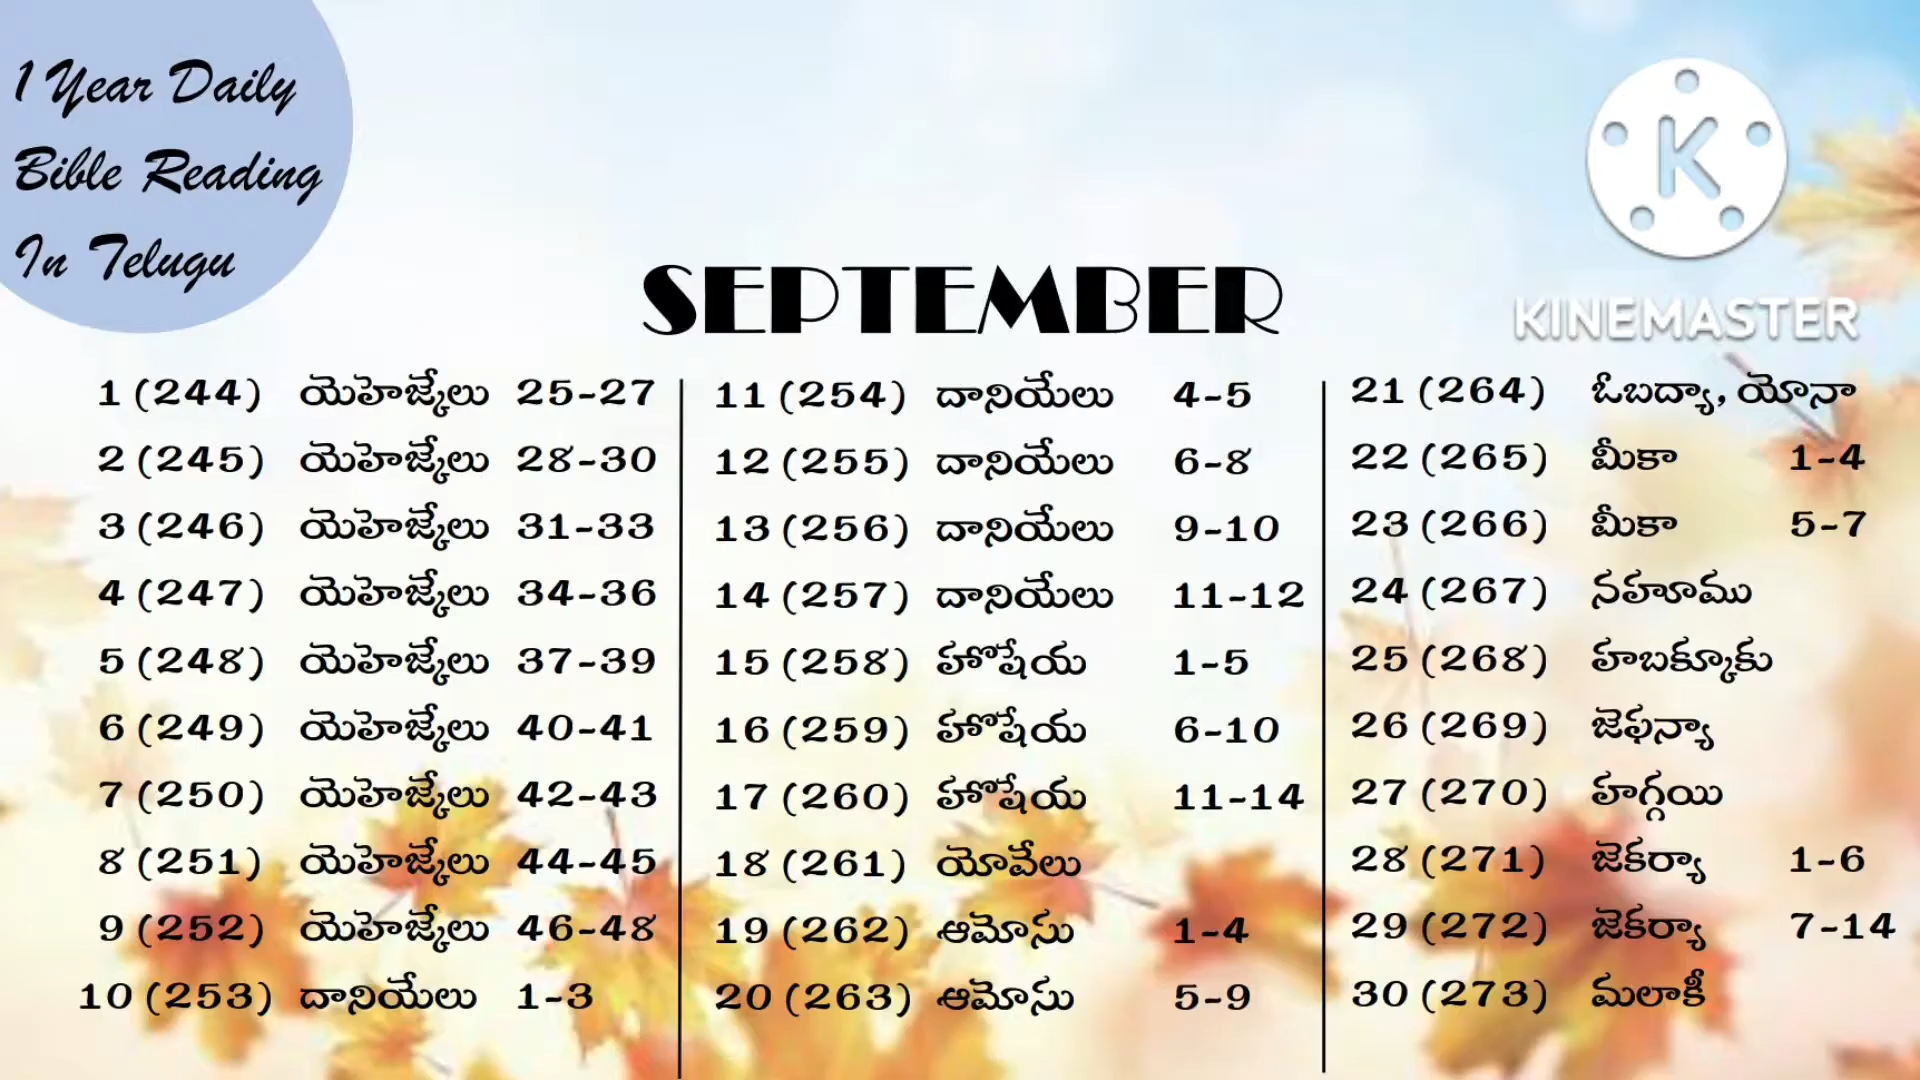 1 Year Daily
Bible Reading
In Telugu
KINEMASTER
SEPTEMBER
1 (244) యెహెజ్కేలు 25-27
2 (245) యెహెజ్కేలు 28-30
3 (246) యెహెజ్కేలు 31-33
4 (247) యెహెజ్కేలు 34-36
5 (248) యెహెజ్కేలు 37-39
6 (249) యెహెజ్కేలు 40-41
7 (250) యెహెజ్కేలు 42-43
8 (251) యెహెజ్కేలు 44-45
9 (252) యెహెజ్కేలు 46-48
10 (253) దానియేలు 1-3
11 (254) దానియేలు 4-5
12 (255) దానియేలు 6-8
13 (256) దానియేలు 9-10
14 (257) దానియేలు 11-12
15 (258) హొషేయ 1-5
16 (259) హొషేయ 6-10
17 (260) హొషేయ 11-14
18 (261) యోవేలు
19 (262) ఆమోసు 1-4
20 (263) ఆమోసు 5-9
21 (264) ఓబద్యా, యోనా
22 (265) మీకా 1-4
23 (266) మీకా 5-7
24 (267) నహూము
25 (268) హబక్కూకు
26 (269) జెఫన్యా
27 (270) హగ్గయి
28 (271) జెకర్యా 1-6
29 (272) జెకర్యా 7-14
30 (273) మలాకీ